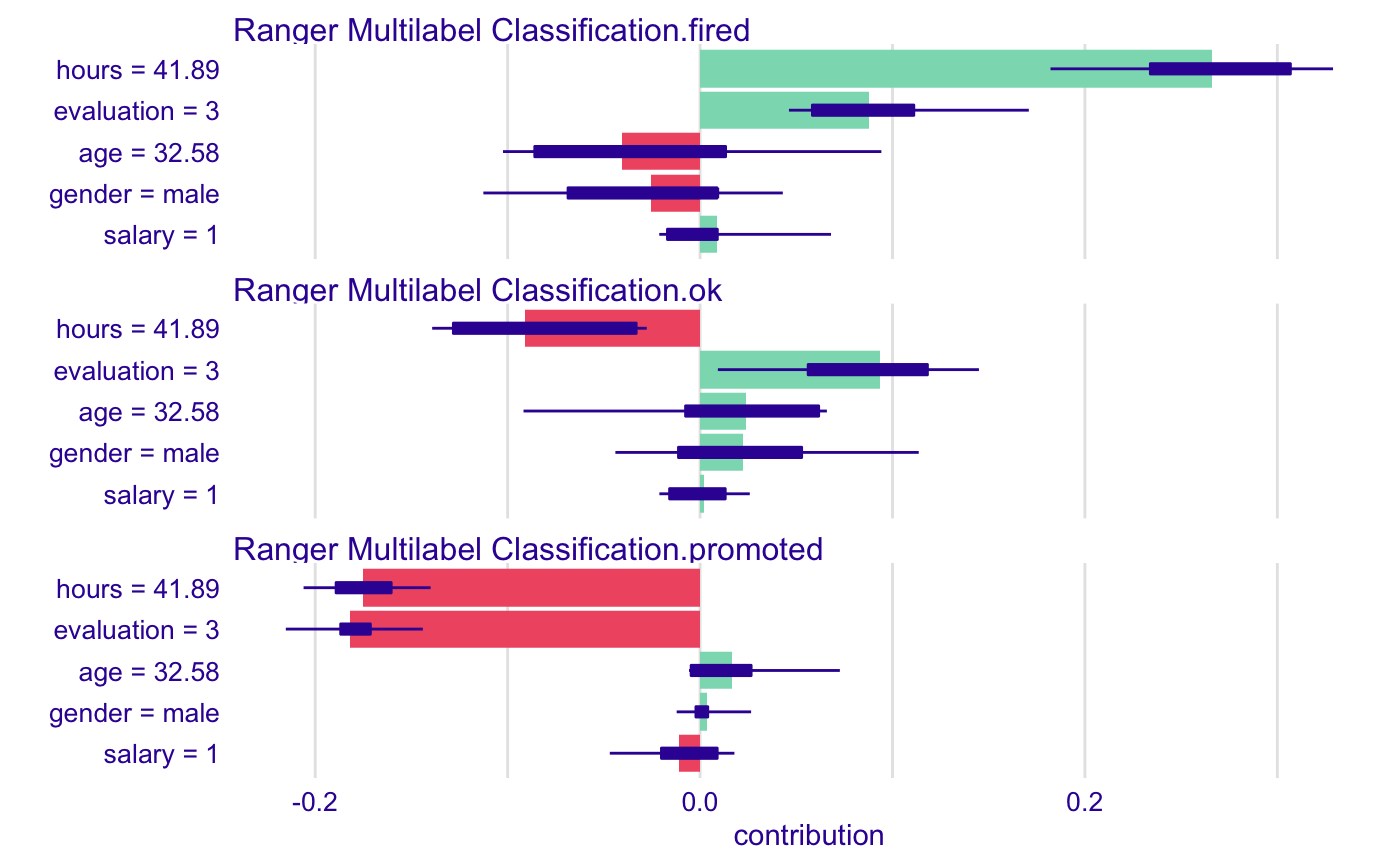 Ranger Multilabel Classification.fired
hours = 41.89
evaluation = 3
age = 32.58
gender = male
salary = 1
Ranger Multilabel Classification.ok
hours = 41.89
evaluation = 3
age = 32.58
gender = male
salary = 1
Ranger Multilabel Classification.promoted
hours = 41.89
evaluation = 3
age = 32.58
gender = male
salary = 1
-0.2 0.0 0.2
contribution